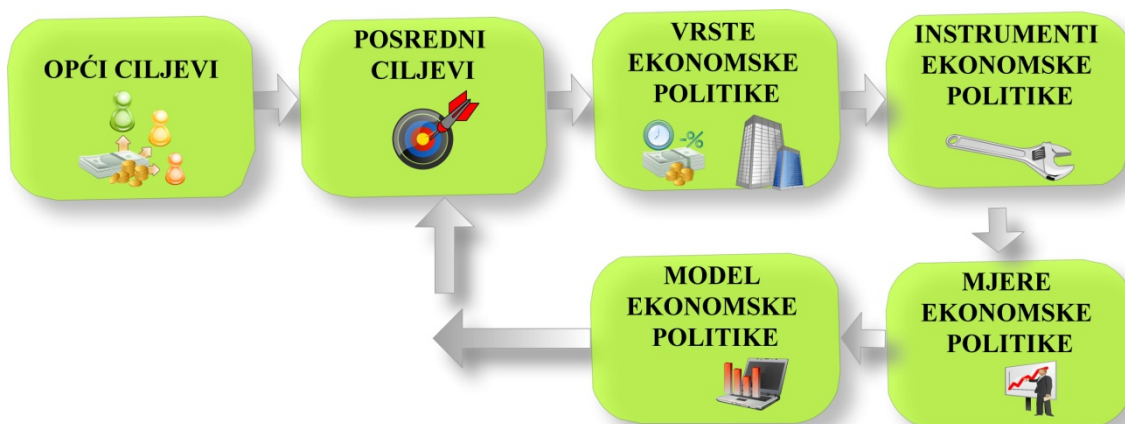 OPĆI CILJEVI
POSREDNI
CILJEVI
VRSTE
EKONOMSKE
POLITIKE
-%
INSTRUMENTI
EKONOMSKE
POLITIKE
MJERE
EKONOMSKE
POLITIKE
MODEL
EKONOMSKE
POLITIKE